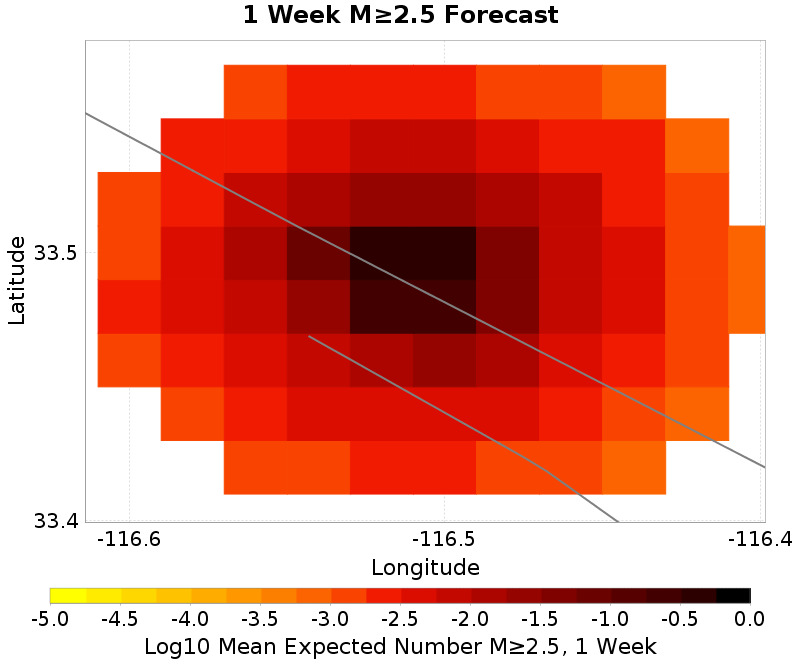 1 Week M≥2.5 Forecast
Latitude
33.5
33.4
-116.6 -116.5 -116.4
Longitude
-5.0 -4.5 -4.0 -3.5 -3.0 -2.5 -2.0 -1.5 -1.0 -0.5 0.0
Log10 Mean Expected Number M≥2.5, 1 Week